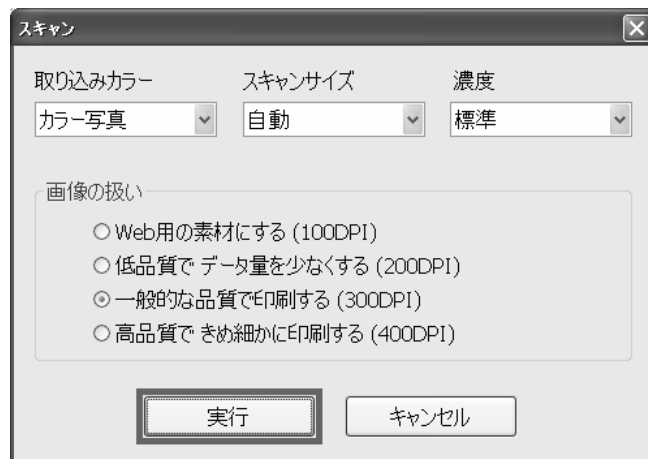 スキャン
取り込みカラー スキャンサイズ 濃度
カラー写真 自動 標準
画像の扱い
Web用の素材にする (100DPI)
低品質で データ量を少なくする (200DPI)
一般的な品質で印刷する (300DPI)
高品質で きめ細かに印刷する (400DPI)
実行 キャンセル